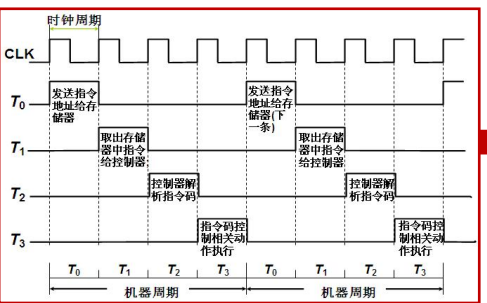 时钟周期
CLK
T0
发送指令
地址给存
储器
发送指令
地址给存
储器(下
一条)
T1
取出存储
器中指令
给控制器
取出存储
器中指令
给控制器
T2
控制器解
析指令码
控制器解
析指令码
T3
指令码控
制相关动
作执行
指令码控
制相关动
作执行
T0 T1 T2 T3 T0 T1 T2 T3
机器周期 机器周期